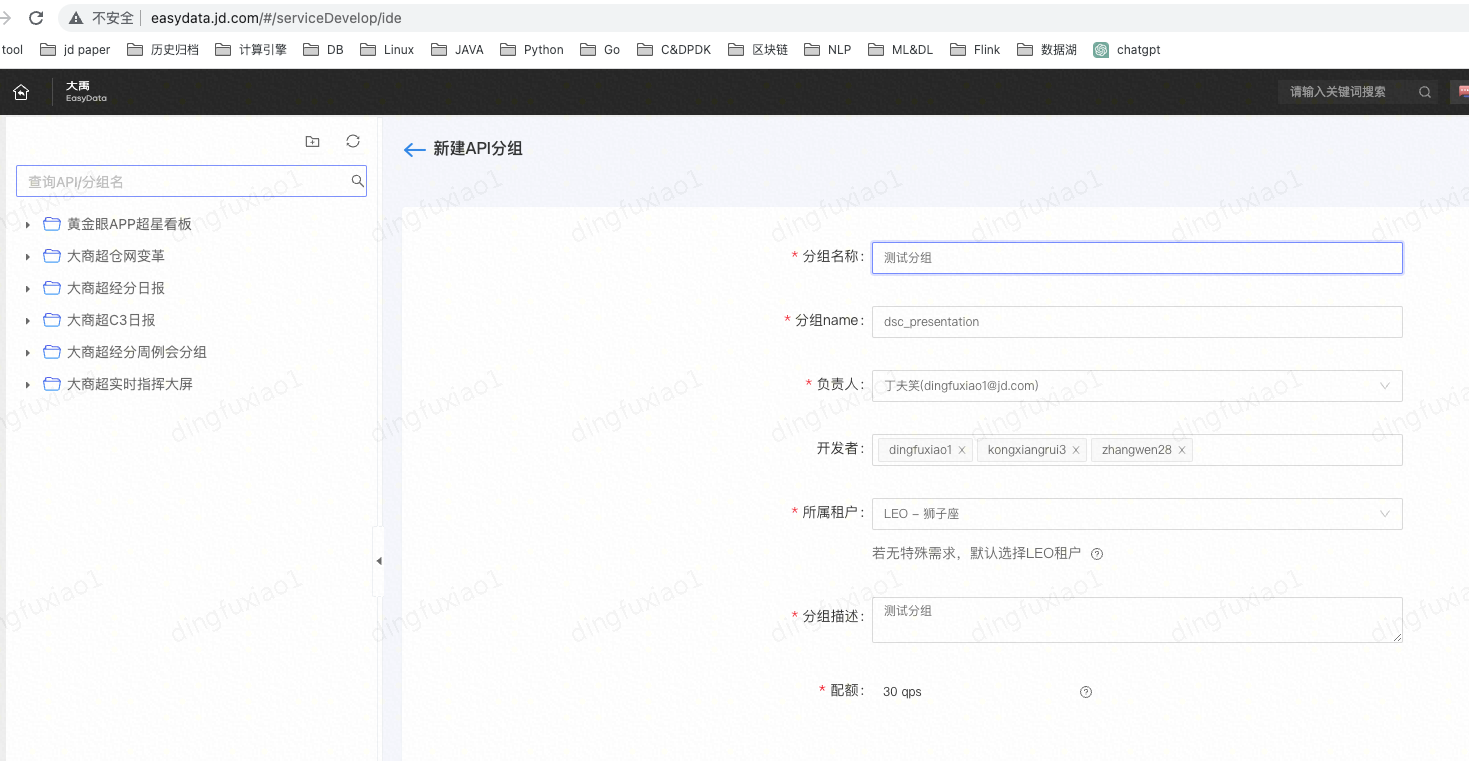 不安全 easydata.jd.com/#/serviceDevelop/ide
tool jd paper 历史归档 计算引擎 DB Linux JAVA Python Go C&DPDK 区块链 NLP ML&DL Flink 数据湖 chatgpt
大禹
EasyData
请输入关键词搜索
新建API分组
查询API/分组名
黄金眼APP超星看板
大商超仓网变革
大商超经分日报
大商超C3日报
大商超经分周例会分组
大商超实时指挥大屏
* 分组名称: 测试分组
* 分组name: dsc_presentation
* 负责人: 丁夫笑(dingfuxiao1@jd.com)
开发者: dingfuxiao1 × kongxiangrui3 × zhangwen28 ×
* 所属租户: LEO - 狮子座
若无特殊需求，默认选择LEO租户
* 分组描述: 测试分组
* 配额: 30 qps
dingfuxiao1